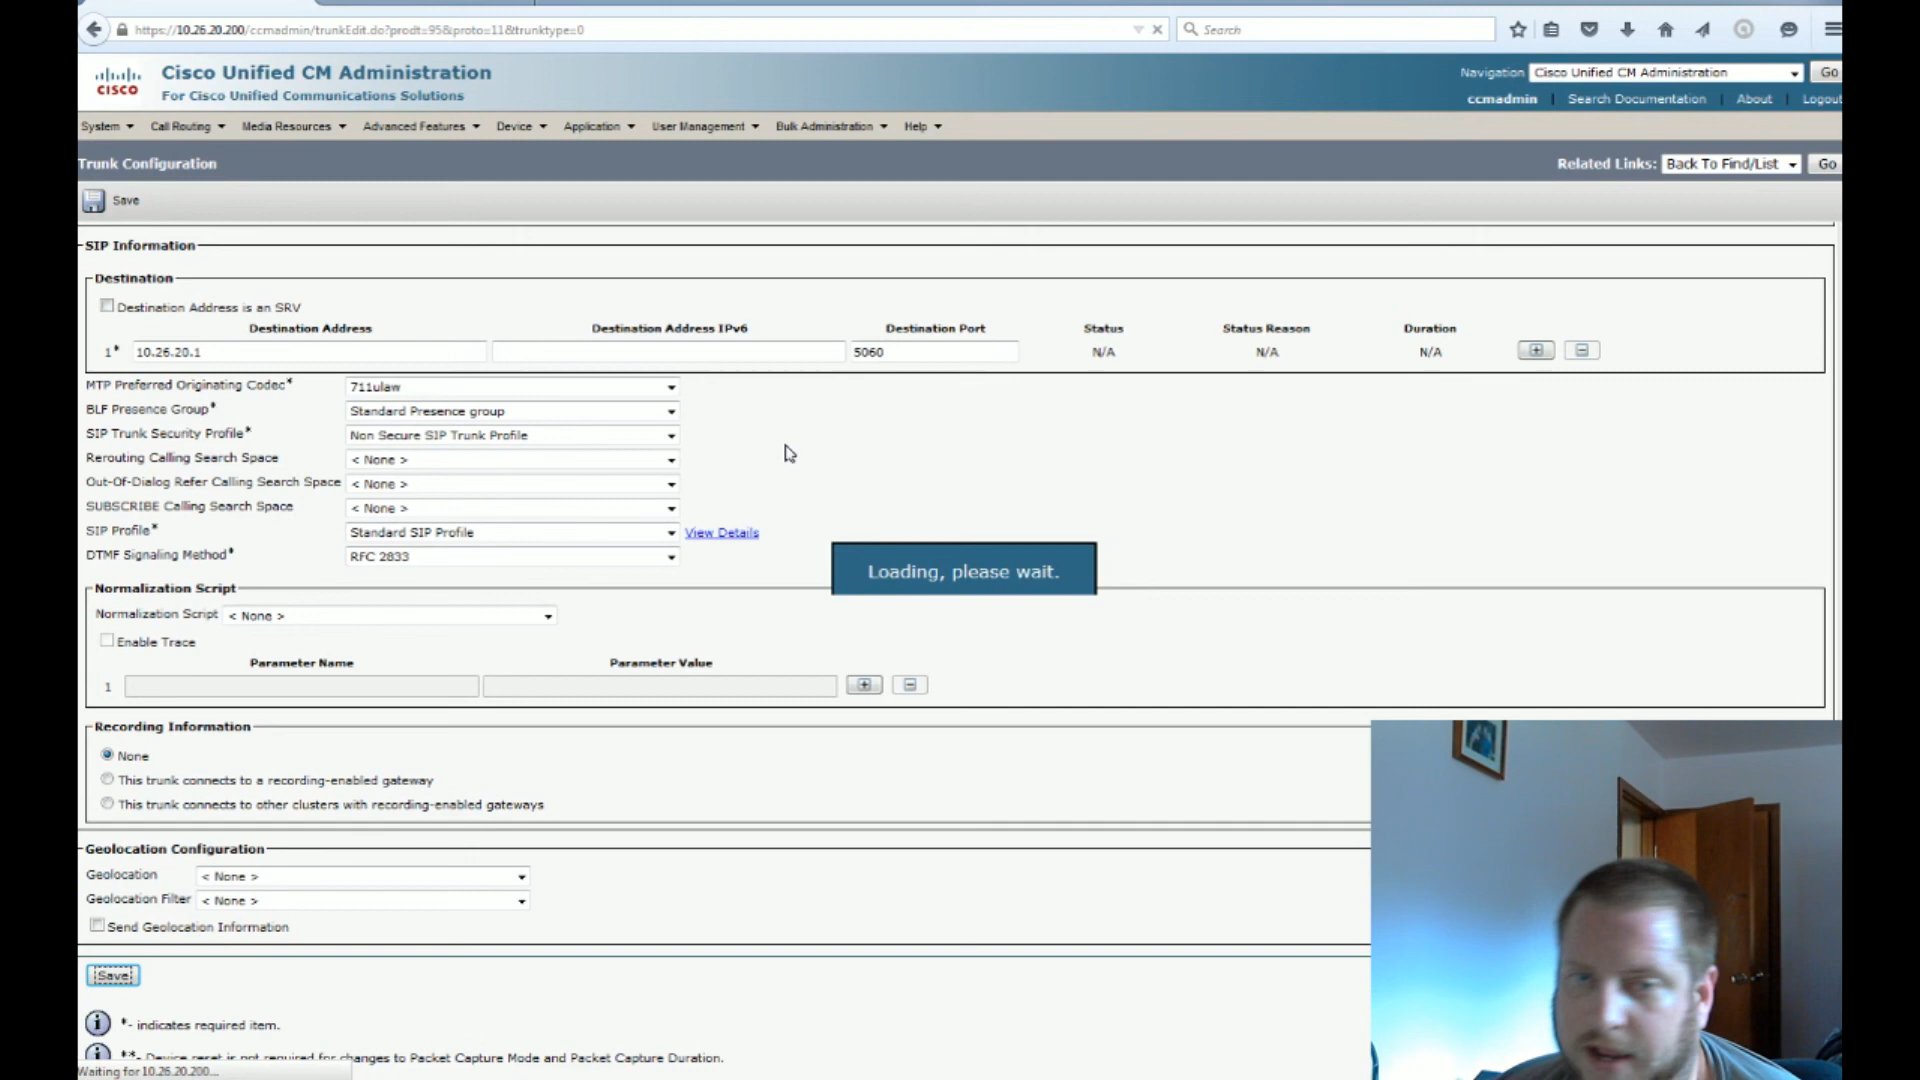 https://10.26.20.200/ccmadmin/trunkEdit.do?prodt=95&proto=11&trunktype=0
Search
CISCO
Cisco Unified CM Administration
For Cisco Unified Communications Solutions
Navigation Cisco Unified CM Administration Go
ccmadmin Search Documentation About Logout
System Call Routing Media Resources Advanced Features Device Application User Management Bulk Administration Help
Trunk Configuration
Related Links: Back To Find/List Go
Save
SIP Information
Destination
Destination Address is an SRV
Destination Address Destination Address IPv6 Destination Port Status Status Reason Duration
1* 10.26.20.1 5060 N/A N/A N/A
MTP Preferred Originating Codec* 711ulaw
BLF Presence Group* Standard Presence group
SIP Trunk Security Profile* Non Secure SIP Trunk Profile
Rerouting Calling Search Space < None >
Out-Of-Dialog Refer Calling Search Space < None >
SUBSCRIBE Calling Search Space < None >
SIP Profile* Standard SIP Profile View Details
DTMF Signaling Method* RFC 2833
Loading, please wait.
Normalization Script
Normalization Script < None >
Enable Trace
Parameter Name Parameter Value
1
Recording Information
None
This trunk connects to a recording-enabled gateway
This trunk connects to other clusters with recording-enabled gateways
Geolocation Configuration
Geolocation < None >
Geolocation Filter < None >
Send Geolocation Information
Save
*- indicates required item.
**- Device reset is not required for changes to Packet Capture Mode and Packet Capture Duration.
Waiting for 10.26.20.200...